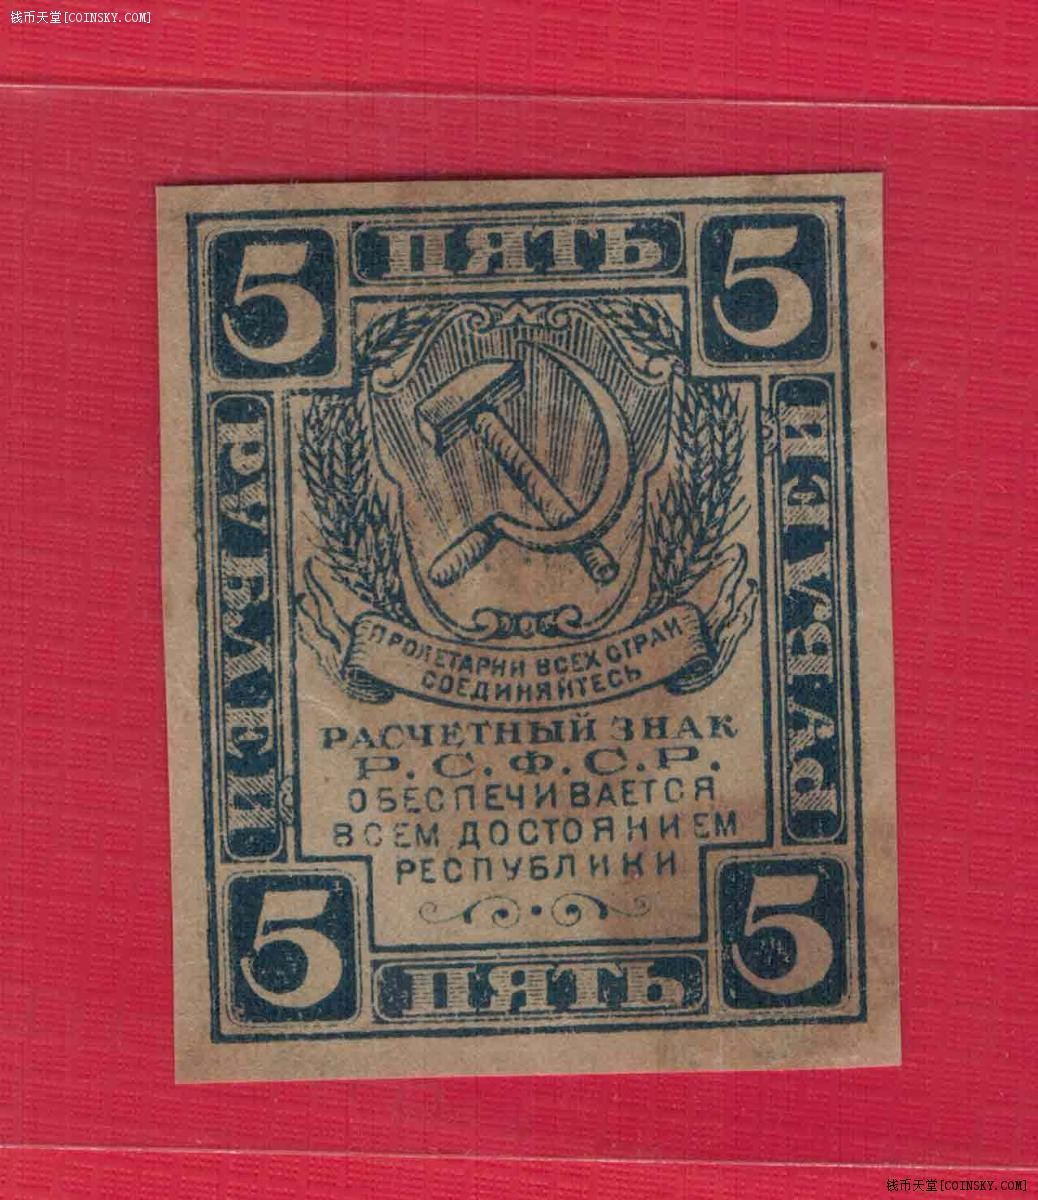 钱币天堂[COINSKY.COM]
5 ПЯТЬ 5
РУБЛЕЙ
РУБЛЕЙ
ПРОЛЕТАРИИ ВСЕХ СТРАН
СОЕДИНЯЙТЕСЬ
РАСЧЕТНЫЙ ЗНАК
Р.С.Ф.С.Р.
ОБЕСПЕЧИВАЕТСЯ
ВСЕМ ДОСТОЯНИЕМ
РЕСПУБЛИКИ
5 ПЯТЬ 5
钱币天堂[COINSKY.COM]